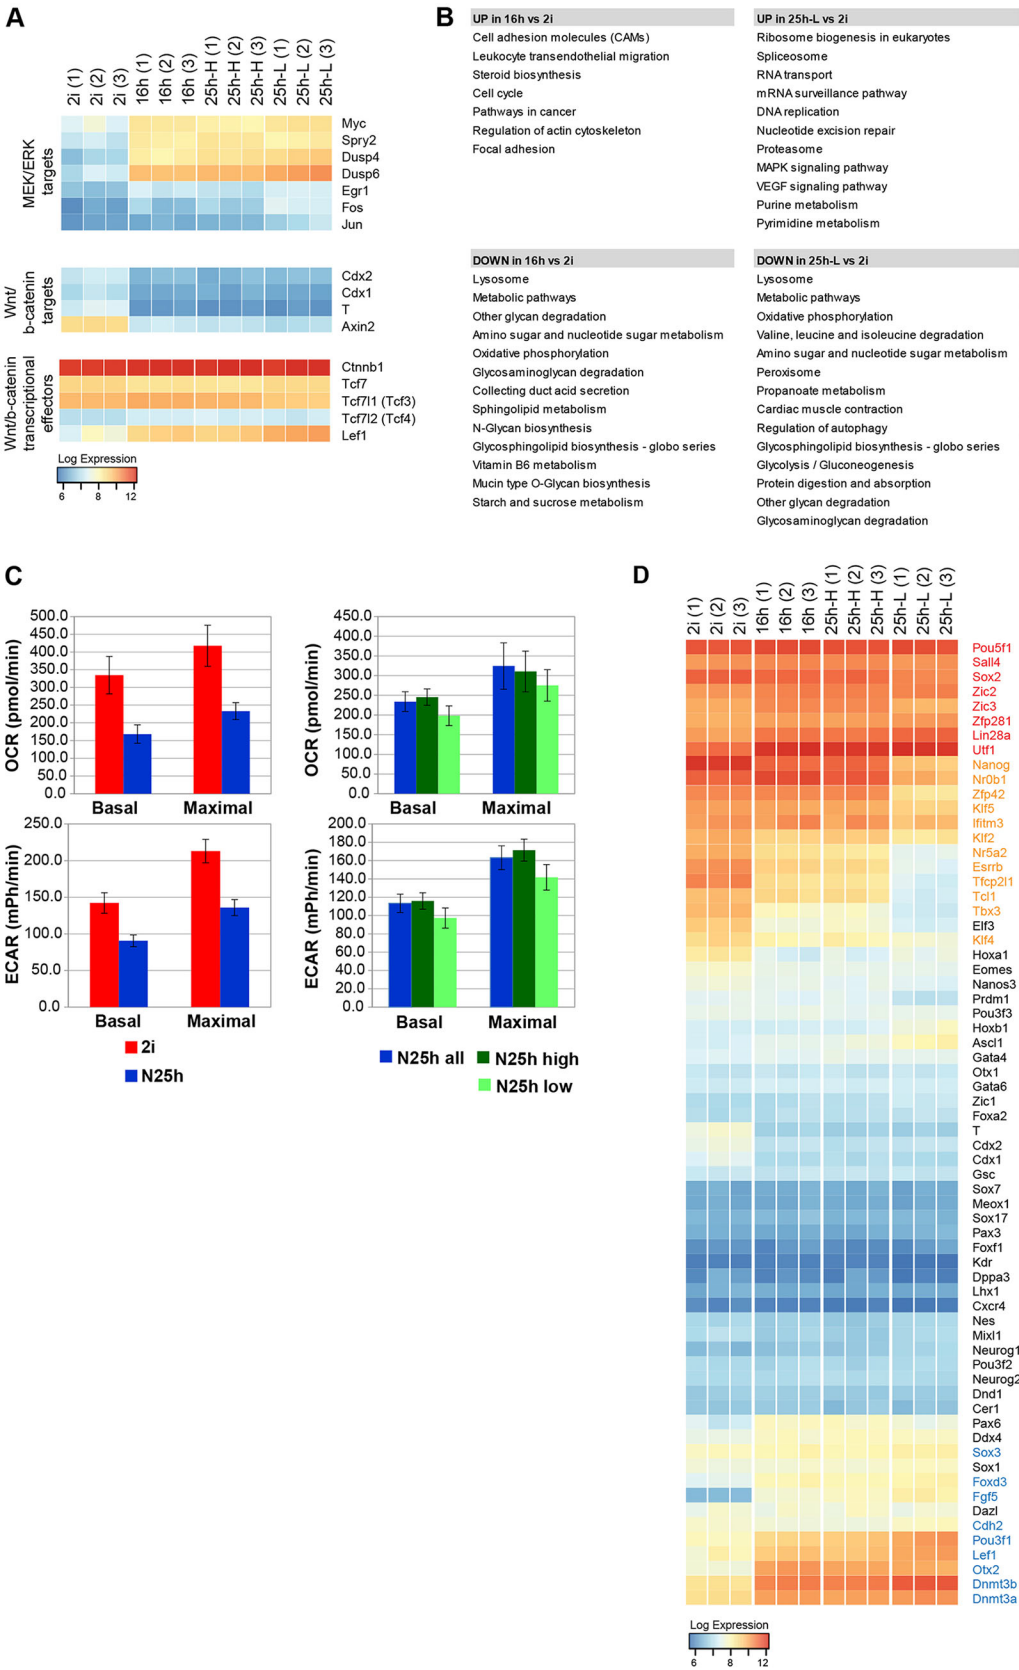 A
2i (1)
2i (2)
2i (3)
16h (1)
16h (2)
16h (3)
25h-H (1)
25h-H (2)
25h-H (3)
25h-L (1)
25h-L (2)
25h-L (3)
MEK/ERK
targets
Myc
Spry2
Dusp4
Dusp6
Egr1
Fos
Jun
Wnt/
b-catenin
targets
Cdx2
Cdx1
T
Axin2
Wnt/b-catenin
transcriptional
effectors
Ctnnb1
Tcf7
Tcf7l1 (Tcf3)
Tcf7l2 (Tcf4)
Lef1
Log Expression
6 8 10 12
B
UP in 16h vs 2i
Cell adhesion molecules (CAMs)
Leukocyte transendothelial migration
Steroid biosynthesis
Cell cycle
Pathways in cancer
Regulation of actin cytoskeleton
Focal adhesion
UP in 25h-L vs 2i
Ribosome biogenesis in eukaryotes
Spliceosome
RNA transport
mRNA surveillance pathway
DNA replication
Nucleotide excision repair
Proteasome
MAPK signaling pathway
VEGF signaling pathway
Purine metabolism
Pyrimidine metabolism
DOWN in 16h vs 2i
Lysosome
Metabolic pathways
Other glycan degradation
Amino sugar and nucleotide sugar metabolism
Oxidative phosphorylation
Glycosaminoglycan degradation
Collecting duct acid secretion
Sphingolipid metabolism
N-Glycan biosynthesis
Glycosphingolipid biosynthesis - globo series
Vitamin B6 metabolism
Mucin type O-Glycan biosynthesis
Starch and sucrose metabolism
DOWN in 25h-L vs 2i
Lysosome
Metabolic pathways
Oxidative phosphorylation
Valine, leucine and isoleucine degradation
Amino sugar and nucleotide sugar metabolism
Peroxisome
Propanoate metabolism
Cardiac muscle contraction
Regulation of autophagy
Glycosphingolipid biosynthesis - globo series
Glycolysis / Gluconeogenesis
Protein digestion and absorption
Other glycan degradation
Glycosaminoglycan degradation
C
OCR (pmol/min)
500.0
450.0
400.0
350.0
300.0
250.0
200.0
150.0
100.0
50.0
0.0
Basal Maximal
OCR (pmol/min)
450.0
400.0
350.0
300.0
250.0
200.0
150.0
100.0
50.0
0.0
Basal Maximal
ECAR (mPh/min)
250.0
200.0
150.0
100.0
50.0
0.0
Basal Maximal
2i
N25h
ECAR (mPh/min)
200.0
180.0
160.0
140.0
120.0
100.0
80.0
60.0
40.0
20.0
0.0
Basal Maximal
N25h all
N25h high
N25h low
D
2i (1)
2i (2)
2i (3)
16h (1)
16h (2)
16h (3)
25h-H (1)
25h-H (2)
25h-H (3)
25h-L (1)
25h-L (2)
25h-L (3)
Pou5f1
Sall4
Sox2
Zic2
Zic3
Zfp281
Lin28a
Utf1
Nanog
Nr0b1
Zfp42
Klf5
Ifitm3
Klf2
Nr5a2
Esrrb
Tfcp2l1
Tcl1
Tbx3
Elf3
Klf4
Hoxa1
Eomes
Nanos3
Prdm1
Pou3f3
Hoxb1
Ascl1
Gata4
Otx1
Gata6
Zic1
Foxa2
T
Cdx2
Cdx1
Gsc
Sox7
Meox1
Sox17
Pax3
Foxf1
Kdr
Dppa3
Lhx1
Cxcr4
Nes
Mixl1
Neurog1
Pou3f2
Neurog2
Dnd1
Cer1
Pax6
Ddx4
Sox3
Sox1
Foxd3
Fgf5
Dazl
Cdh2
Pou3f1
Lef1
Otx2
Dnmt3b
Dnmt3a
Log Expression
6 8 10 12